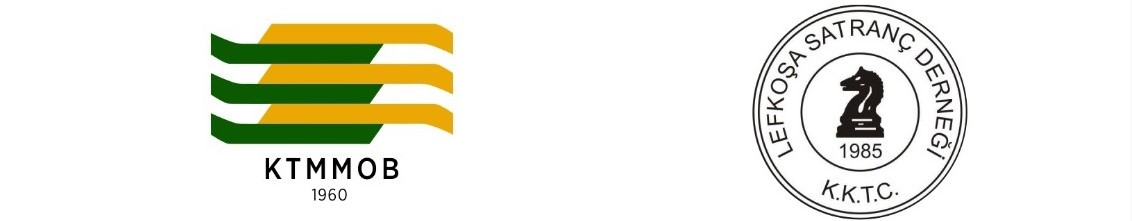 KTMMOB
1960
LEFKOŞA SATRANÇ DERNEĞİ
1985
K.K.T.C.